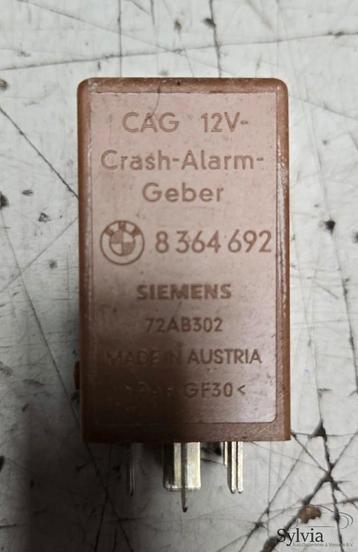 CAG 12V-
Crash-Alarm-
Geber
8 364 692
SIEMENS
72AB302
MADE IN AUSTRIA
GF30<
Sylvia